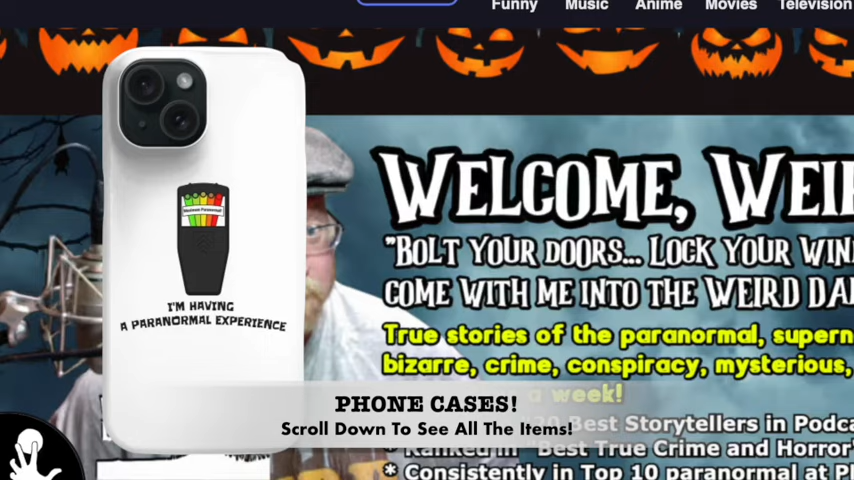 Funny Music Anime Movies Television
WELCOME, WEIR
"BOLT YOUR DOORS... LOCK YOUR WIN
COME WITH ME INTO THE WEIRD DA
True stories of the paranormal, supern
bizarre, crime, conspiracy, mysterious,
a week!
Best Storytellers in Podca
Ranked in "Best True Crime and Horror"
* Consistently in Top 10 paranormal at P
I'M HAVING
A PARANORMAL EXPERIENCE
PHONE CASES!
Scroll Down To See All The Items!